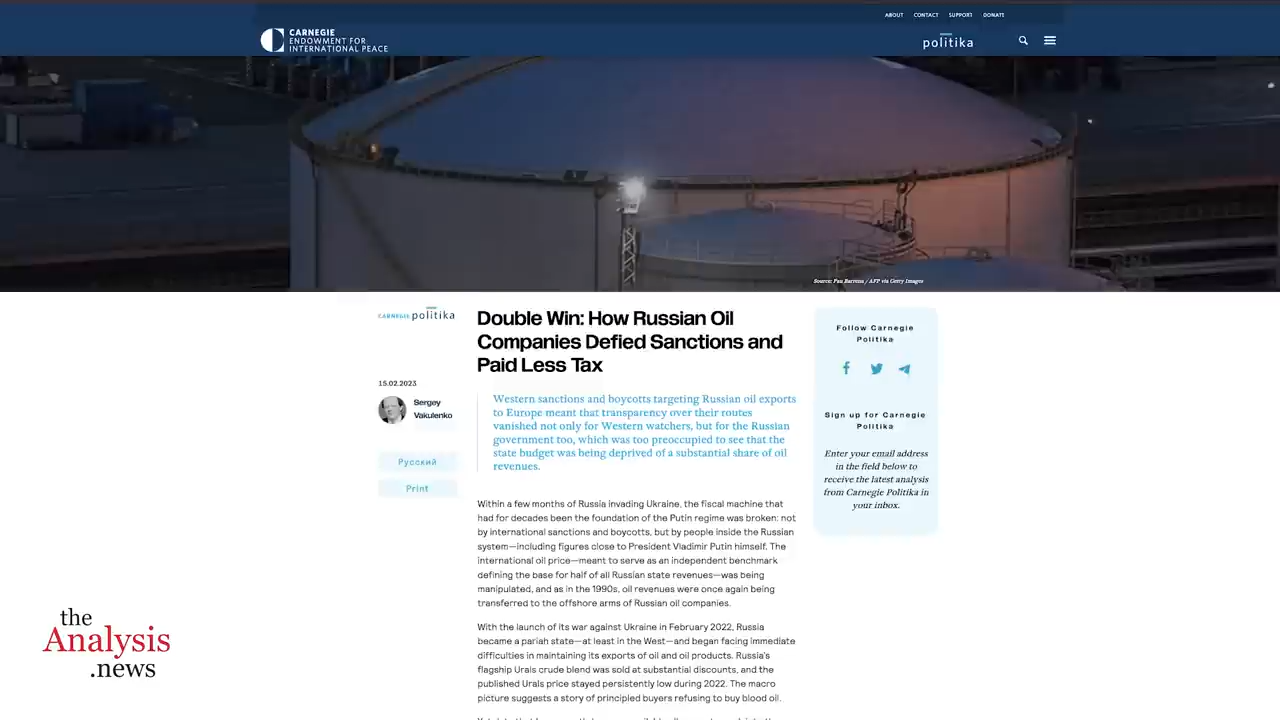 ABOUT CONTACT SUPPORT DONATE
CARNEGIE
ENDOWMENT FOR
INTERNATIONAL PEACE
politika
Source: Pau Barrena / AFP via Getty Images
CARNEGIE politika
Double Win: How Russian Oil
Companies Defied Sanctions and
Paid Less Tax
15.02.2023
Sergey
Vakulenko
Русский
Print
Western sanctions and boycotts targeting Russian oil exports
to Europe meant that transparency over their routes
vanished not only for Western watchers, but for the Russian
government too, which was too preoccupied to see that the
state budget was being deprived of a substantial share of oil
revenues.
Within a few months of Russia invading Ukraine, the fiscal machine that
had for decades been the foundation of the Putin regime was broken: not
by international sanctions and boycotts, but by people inside the Russian
system—including figures close to President Vladimir Putin himself. The
international oil price—meant to serve as an independent benchmark
defining the base for half of all Russian state revenues—was being
manipulated, and as in the 1990s, oil revenues were once again being
transferred to the offshore arms of Russian oil companies.
With the launch of its war against Ukraine in February 2022, Russia
became a pariah state—at least in the West—and began facing immediate
difficulties in maintaining its exports of oil and oil products. Russia's
flagship Urals crude blend was sold at substantial discounts, and the
published Urals price stayed persistently low during 2022. The macro
picture suggests a story of principled buyers refusing to buy blood oil.
Follow Carnegie
Politika
Sign up for Carnegie
Politika
Enter your email address
in the field below to
receive the latest analysis
from Carnegie Politika in
your inbox.
the
Analysis
.news